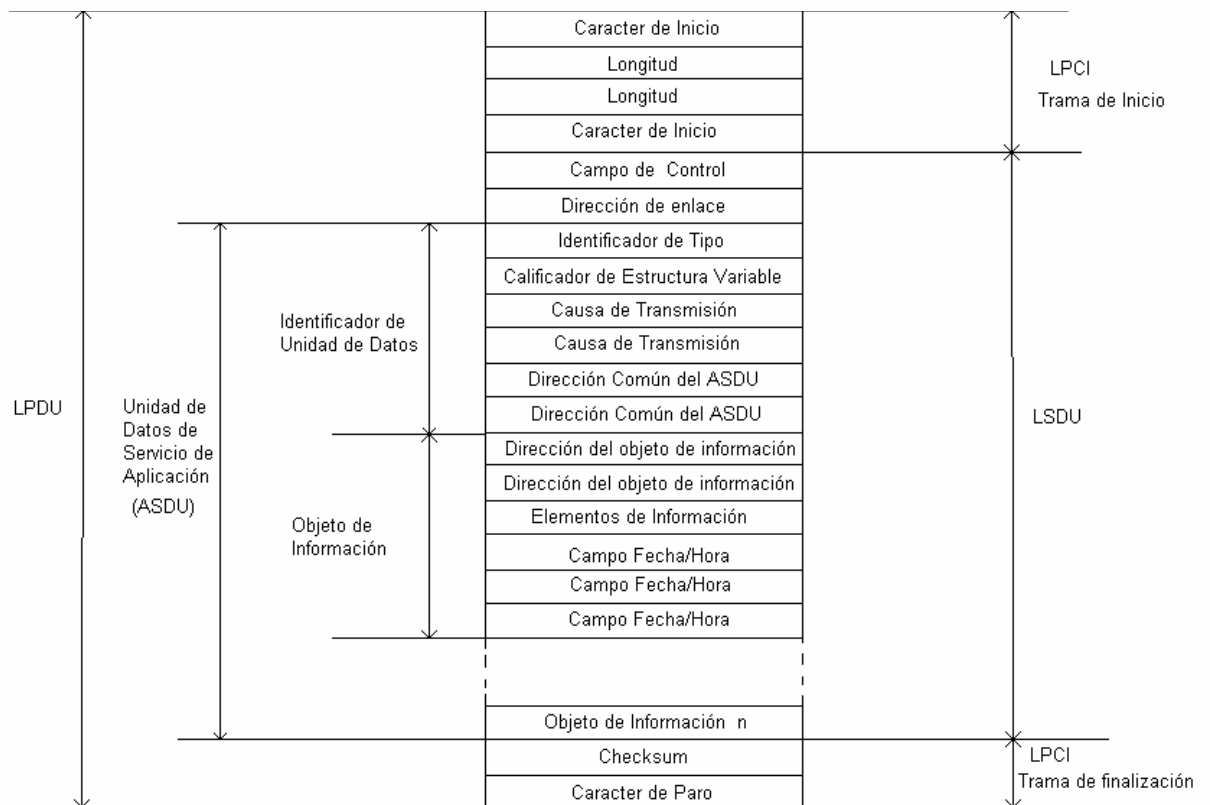 Caracter de Inicio
Longitud
Longitud
Caracter de Inicio
Campo de Control
Dirección de enlace
Identificador de Tipo
Calificador de Estructura Variable
Causa de Transmisión
Causa de Transmisión
Dirección Común del ASDU
Dirección Común del ASDU
Dirección del objeto de información
Dirección del objeto de información
Elementos de Información
Campo Fecha/Hora
Campo Fecha/Hora
Campo Fecha/Hora
Objeto de Información n
Checksum
Caracter de Paro
LPDU
Unidad de
Datos de
Servicio de
Aplicación
(ASDU)
Identificador de
Unidad de Datos
Objeto de
Información
LPCI
Trama de Inicio
LSDU
LPCI
Trama de finalización